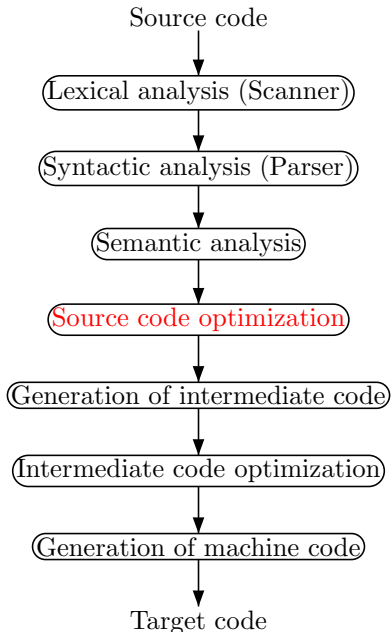 Source code
Lexical analysis (Scanner)
Syntactic analysis (Parser)
Semantic analysis
Source code optimization
Generation of intermediate code
Intermediate code optimization
Generation of machine code
Target code